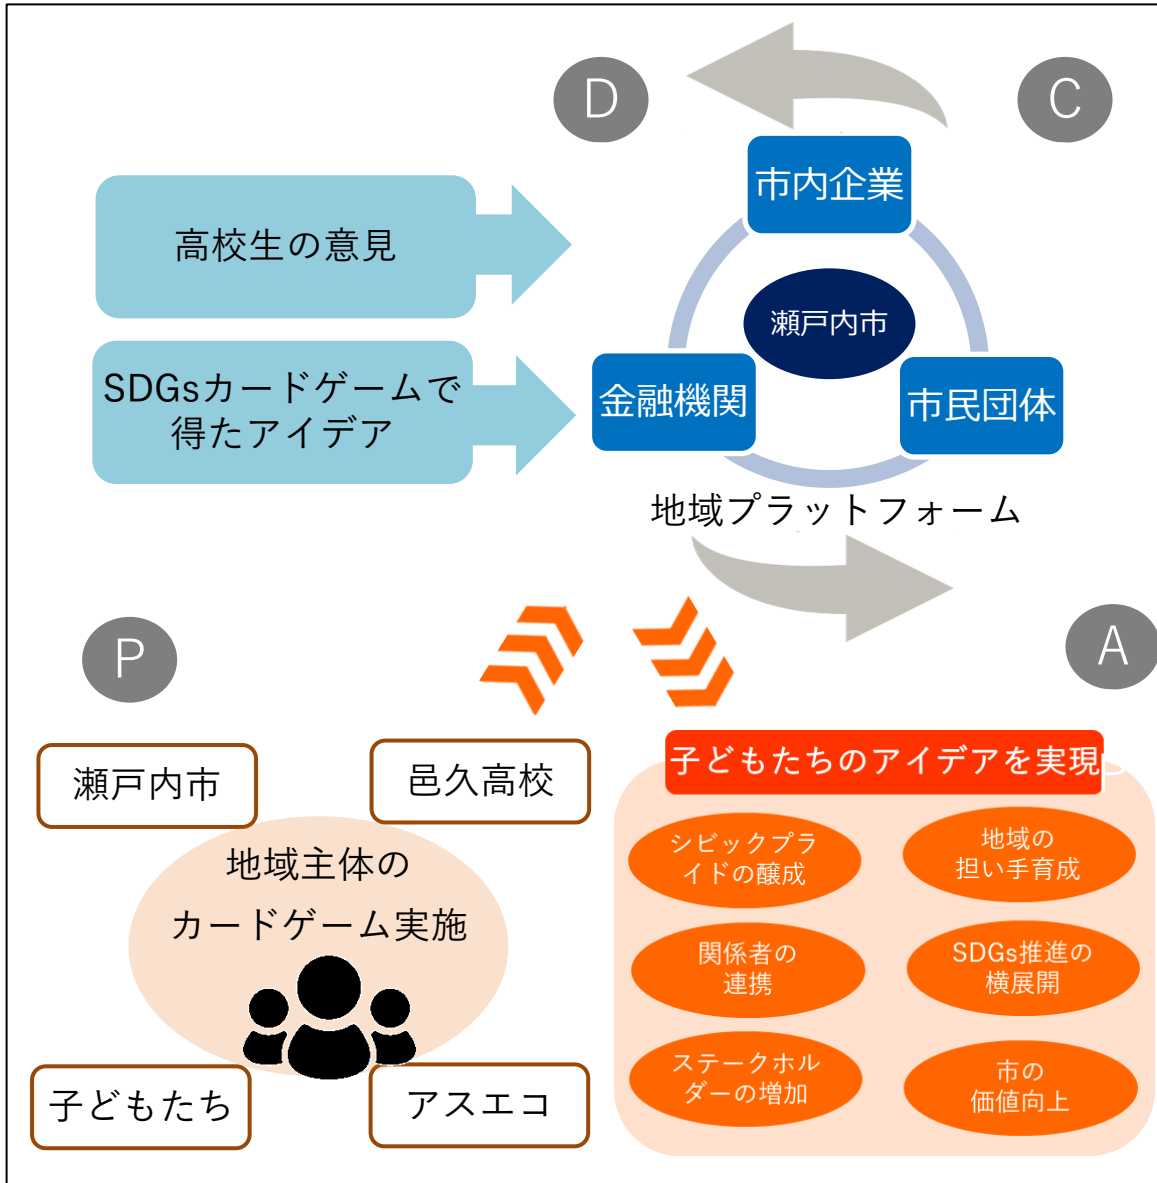 D
C
市内企業
高校生の意見
瀬戸内市
SDGsカードゲームで
得たアイデア
金融機関
市民団体
地域プラットフォーム
P
A
瀬戸内市
邑久高校
地域主体の
カードゲーム実施
子どもたち
アスエコ
子どもたちのアイデアを実現し
シビックプラ
イドの醸成
地域の
担い手育成
関係者の
連携
SDGs推進の
横展開
ステークホル
ダーの増加
市の
価値向上